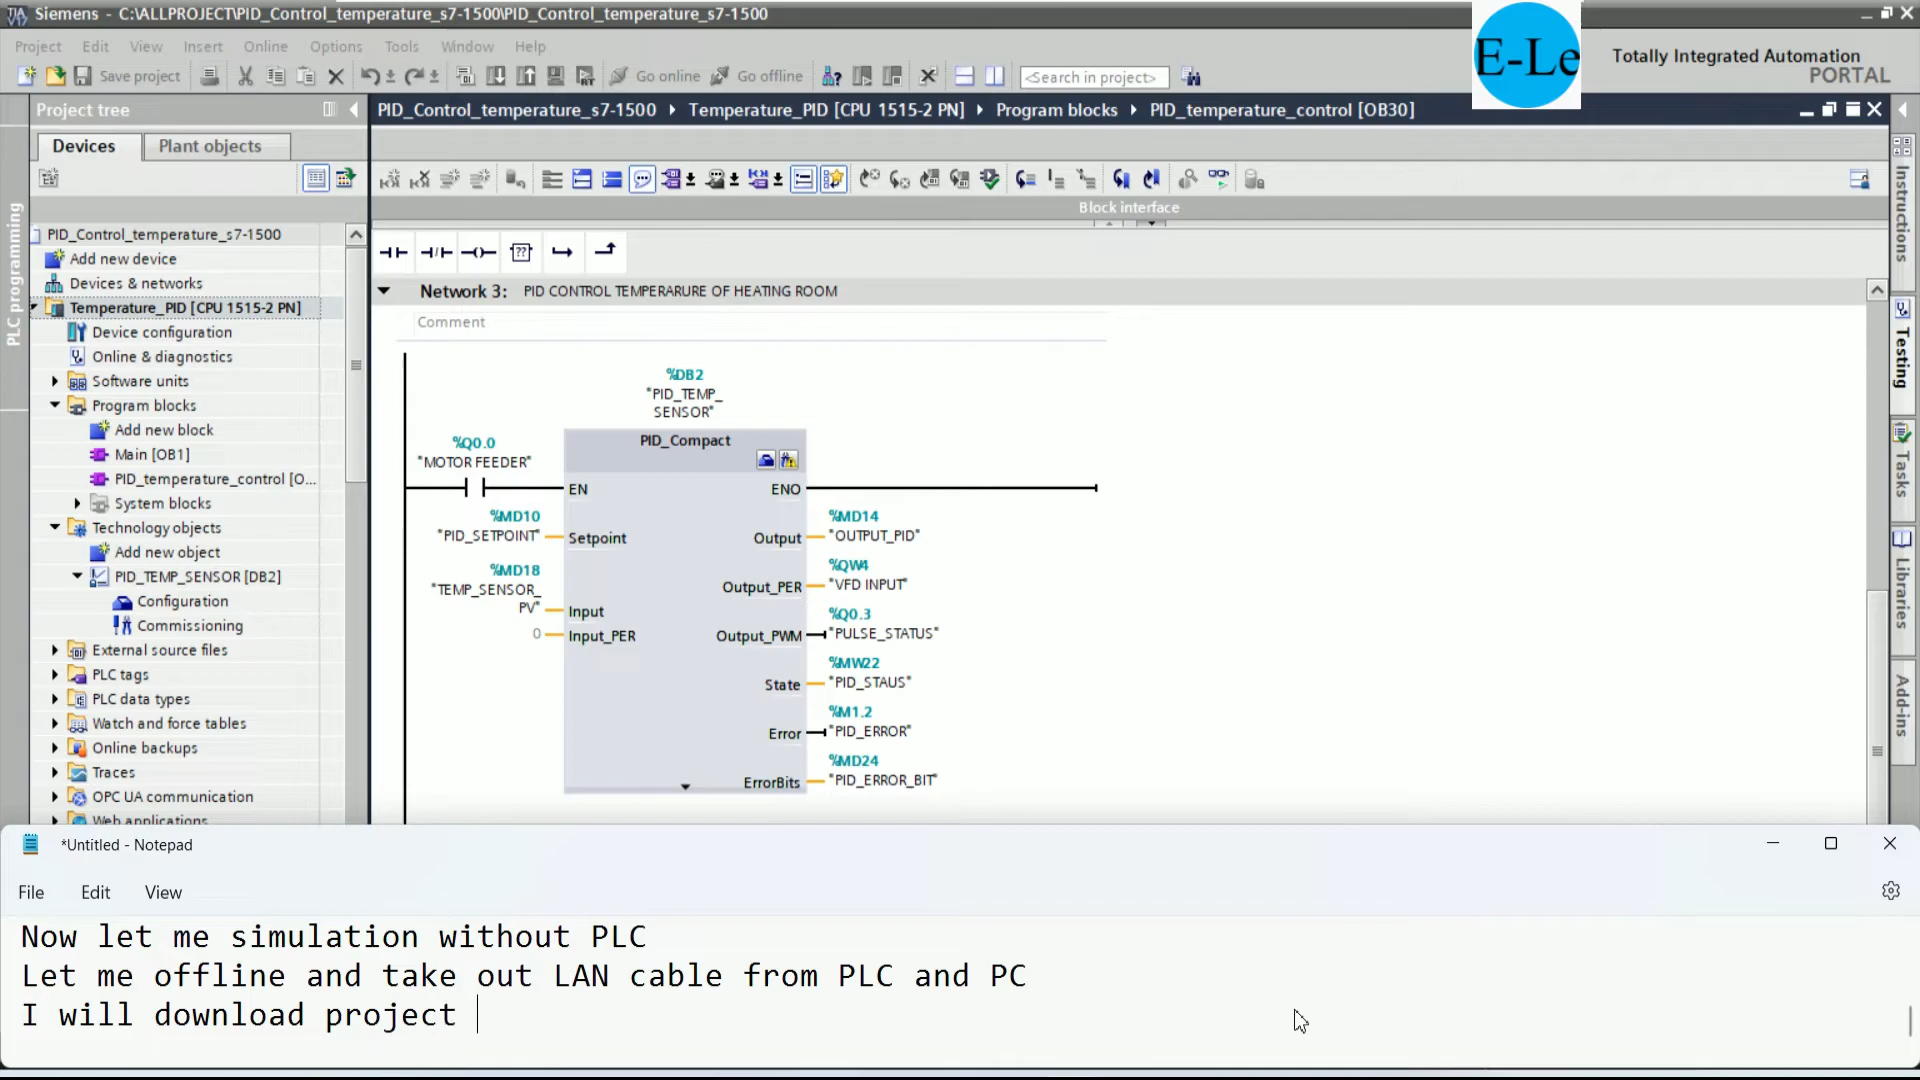 Siemens - C:\ALLPROJECT\PID_Control_temperature_s7-1500\PID_Control_temperature_s7-1500
Project Edit View Insert Online Options Tools Window Help
Save project Go online Go offline <Search in project>
E-Le
Totally Integrated Automation
PORTAL
Project tree
PID_Control_temperature_s7-1500 Temperature_PID [CPU 1515-2 PN] Program blocks PID_temperature_control [OB30]
Devices Plant objects
Block interface
PLC programming
PID_Control_temperature_s7-1500
Add new device
Devices & networks
Temperature_PID [CPU 1515-2 PN]
Device configuration
Online & diagnostics
Software units
Program blocks
Add new block
Main [OB1]
PID_temperature_control [O...
System blocks
Technology objects
Add new object
PID_TEMP_SENSOR [DB2]
Configuration
Commissioning
External source files
PLC tags
PLC data types
Watch and force tables
Online backups
Traces
OPC UA communication
Web applications
??
Network 3: PID CONTROL TEMPERARURE OF HEATING ROOM
Comment
%DB2
"PID_TEMP_
SENSOR"
PID_Compact
%Q0.0
"MOTOR FEEDER"
EN ENO
%MD10
"PID_SETPOINT"
Setpoint
%MD18
"TEMP_SENSOR_
PV"
Input
0
Input_PER
Output
%MD14
"OUTPUT_PID"
Output_PER
%QW4
"VFD INPUT"
Output_PWM
%Q0.3
"PULSE_STATUS"
State
%MW22
"PID_STAUS"
Error
%M1.2
"PID_ERROR"
ErrorBits
%MD24
"PID_ERROR_BIT"
Instructions
Testing
Tasks
Libraries
Add-ins
*Untitled - Notepad
File Edit View
Now let me simulation without PLC
Let me offline and take out LAN cable from PLC and PC
I will download project